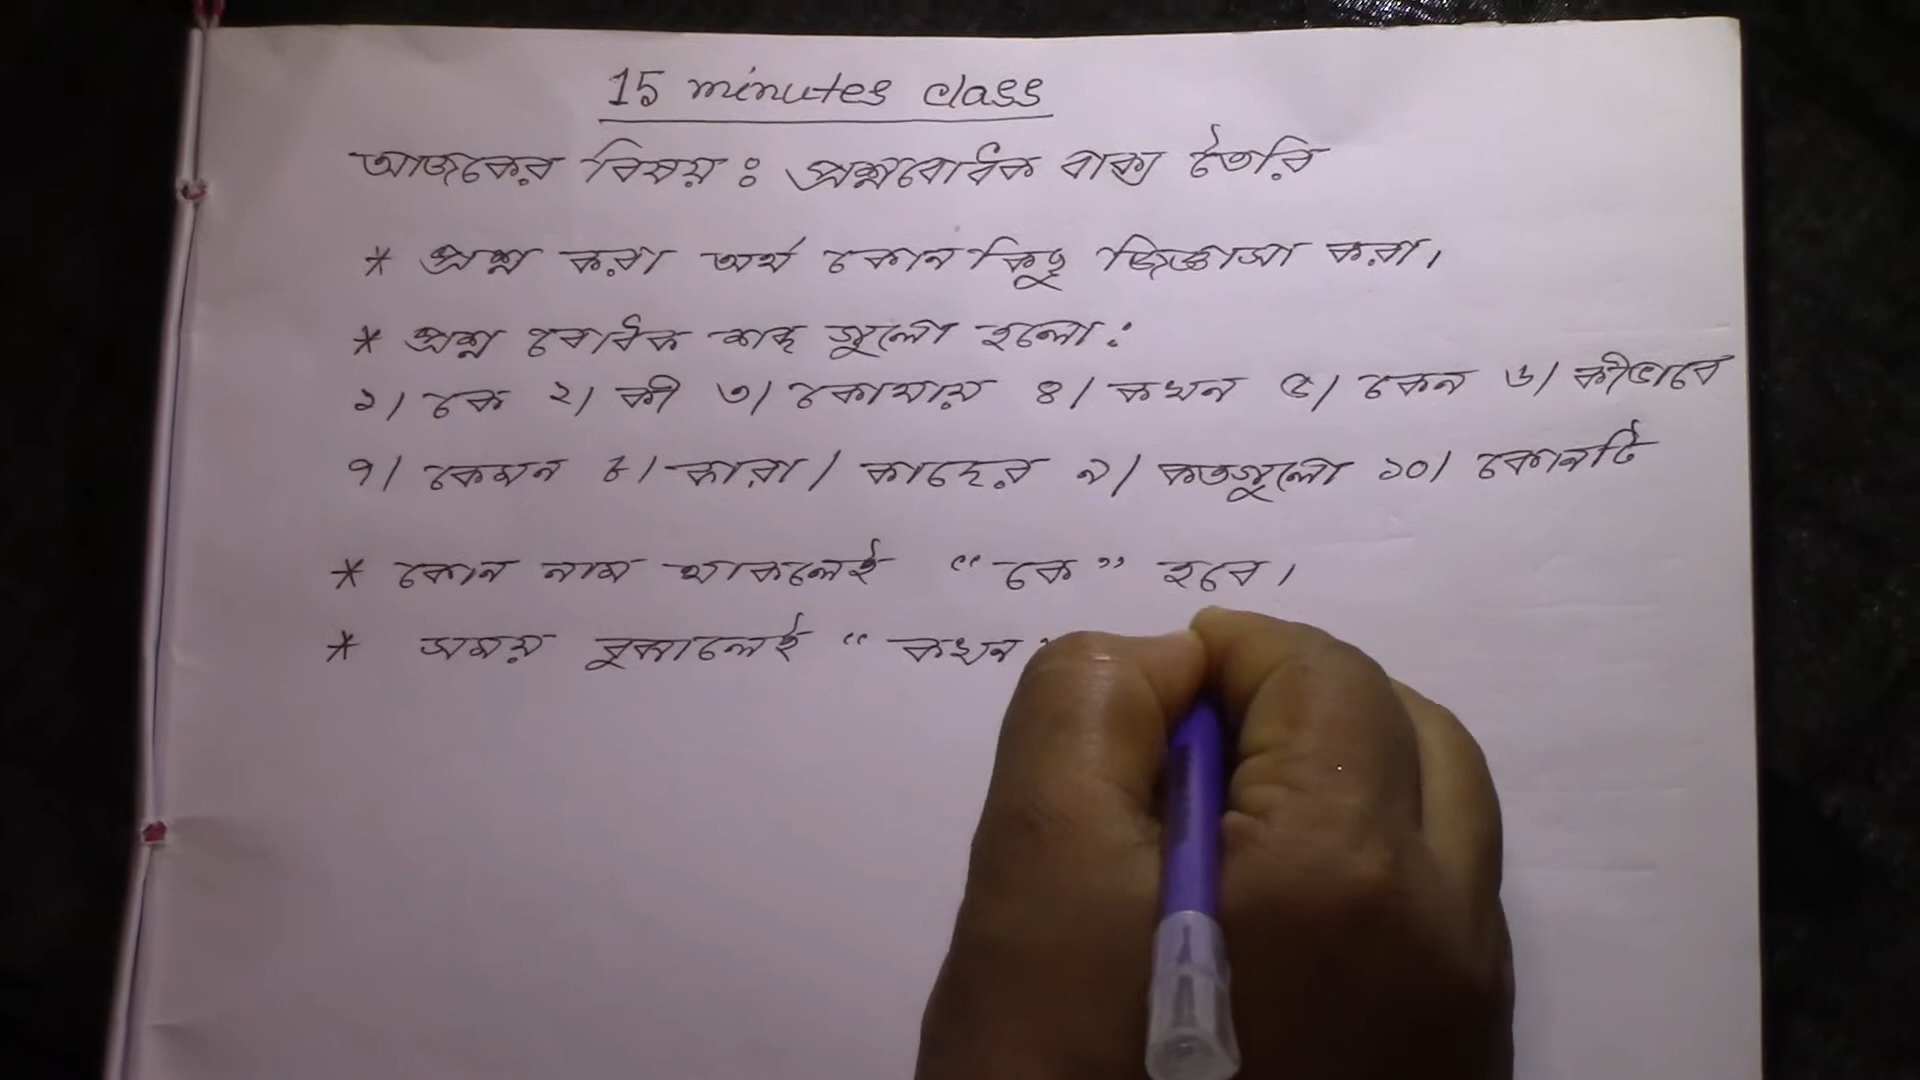 15 minutes class
আজকের বিষয় : প্রশ্নবোধক বাক্য তৈরি
* প্রশ্ন করা অর্থ কোন কিছু জিজ্ঞাসা করা।
* প্রশ্ন বোধক শব্দ গুলো হলো :
১/ কে ২/ কী ৩/ কোথায় ৪/ কখন ৫/ কেন ৬/ কীভাবে
৭/ কেমন ৮/ কারা/ কাদের ৯/ কতগুলো ১০/ কোনটি
* কোন নাম থাকলেই “ কে ” হবে।
* সময় বুঝালেই “ কখন ”